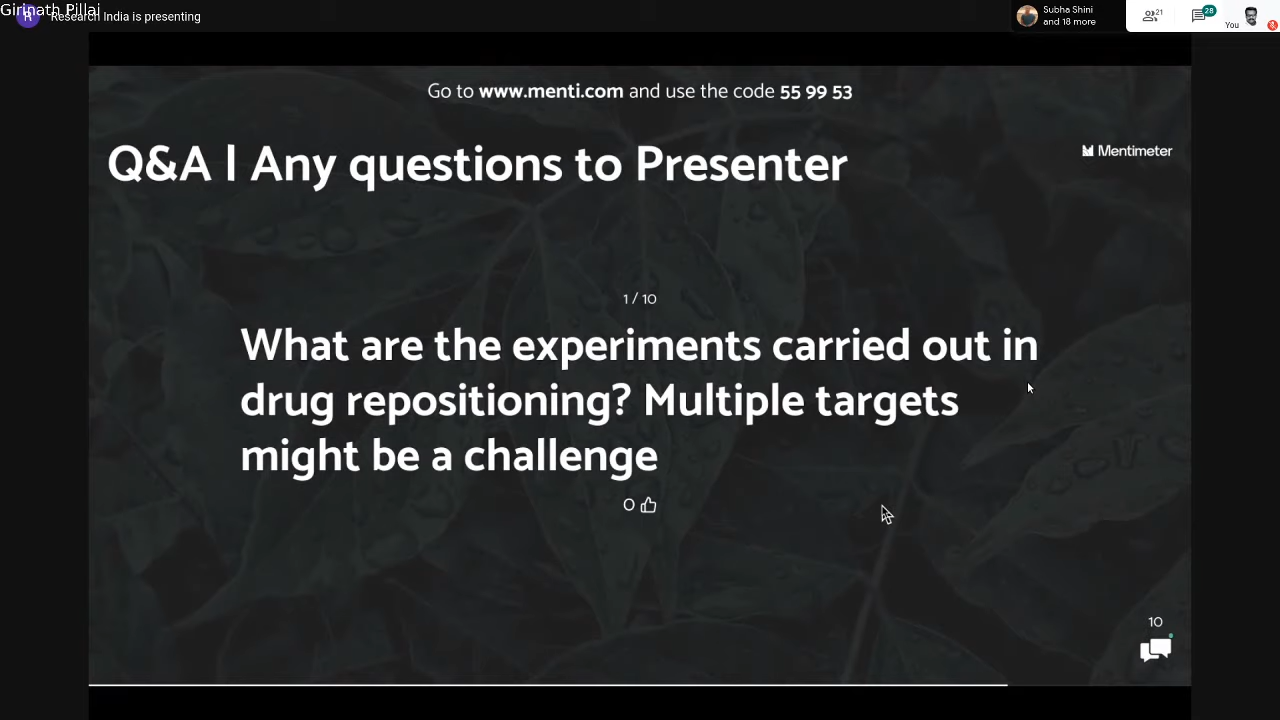 Girinath Pillai
R
Research India is presenting
Subha Shini
and 18 more
21
28
You
Go to www.menti.com and use the code 55 99 53
Q&A | Any questions to Presenter
Mentimeter
1 / 10
What are the experiments carried out in
drug repositioning? Multiple targets
might be a challenge
0
10